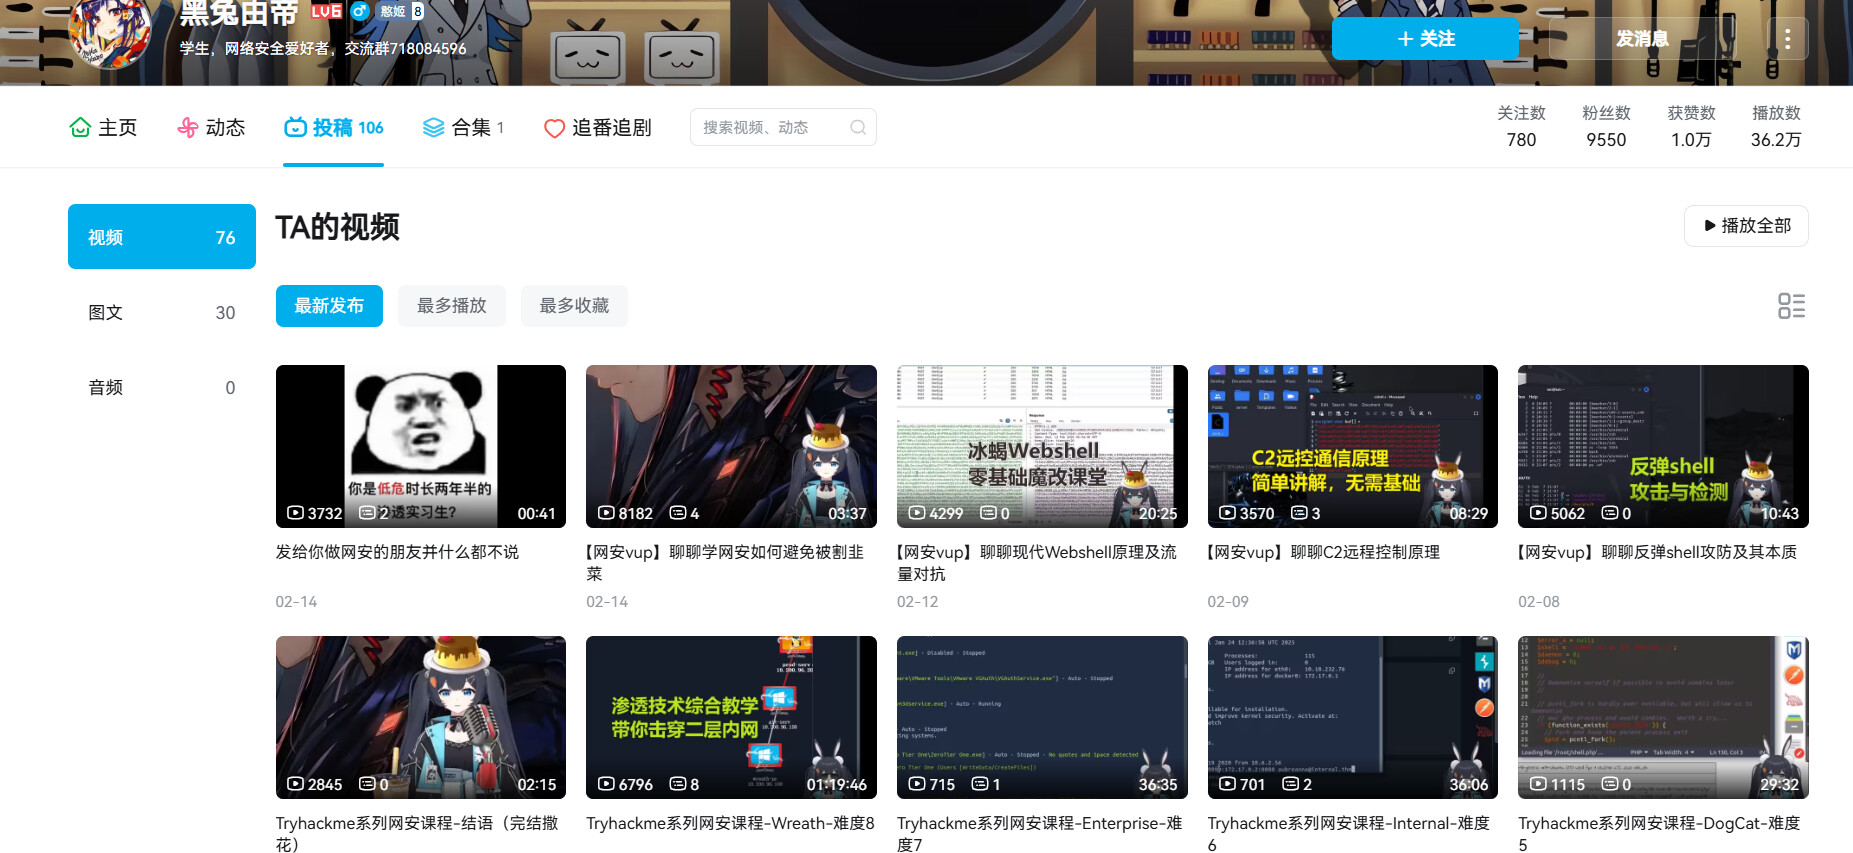 黑兔由帝 LV6 憨姬 8
学生，网络安全爱好者，交流群718084596
＋ 关注
发消息
主页
动态
投稿 106
合集 1
追番追剧
搜索视频、动态
关注数 粉丝数 获赞数 播放数
780 9550 1.0万 36.2万
视频 76
图文 30
音频 0
TA的视频
播放全部
最新发布 最多播放 最多收藏
你是低危时长两年半的
渗透实习生?
3732 2 00:41
发给你做网安的朋友并什么都不说
02-14
8182 4 03:37
【网安vup】聊聊学网安如何避免被割韭
菜
02-14
冰蝎Webshell
零基础魔改课堂
4299 0 20:25
【网安vup】聊聊现代Webshell原理及流
量对抗
02-12
C2远控通信原理
简单讲解，无需基础
3570 3 08:29
【网安vup】聊聊C2远程控制原理
02-09
反弹shell
攻击与检测
5062 0 10:43
【网安vup】聊聊反弹shell攻防及其本质
02-08
2845 0 02:15
Tryhackme系列网安课程-结语（完结撒
花）
渗透技术综合教学
带你击穿二层内网
6796 8 01:19:46
Tryhackme系列网安课程-Wreath-难度8
715 1 36:35
Tryhackme系列网安课程-Enterprise-难
度7
701 2 36:06
Tryhackme系列网安课程-Internal-难度
6
1115 0 29:32
Tryhackme系列网安课程-DogCat-难度
5